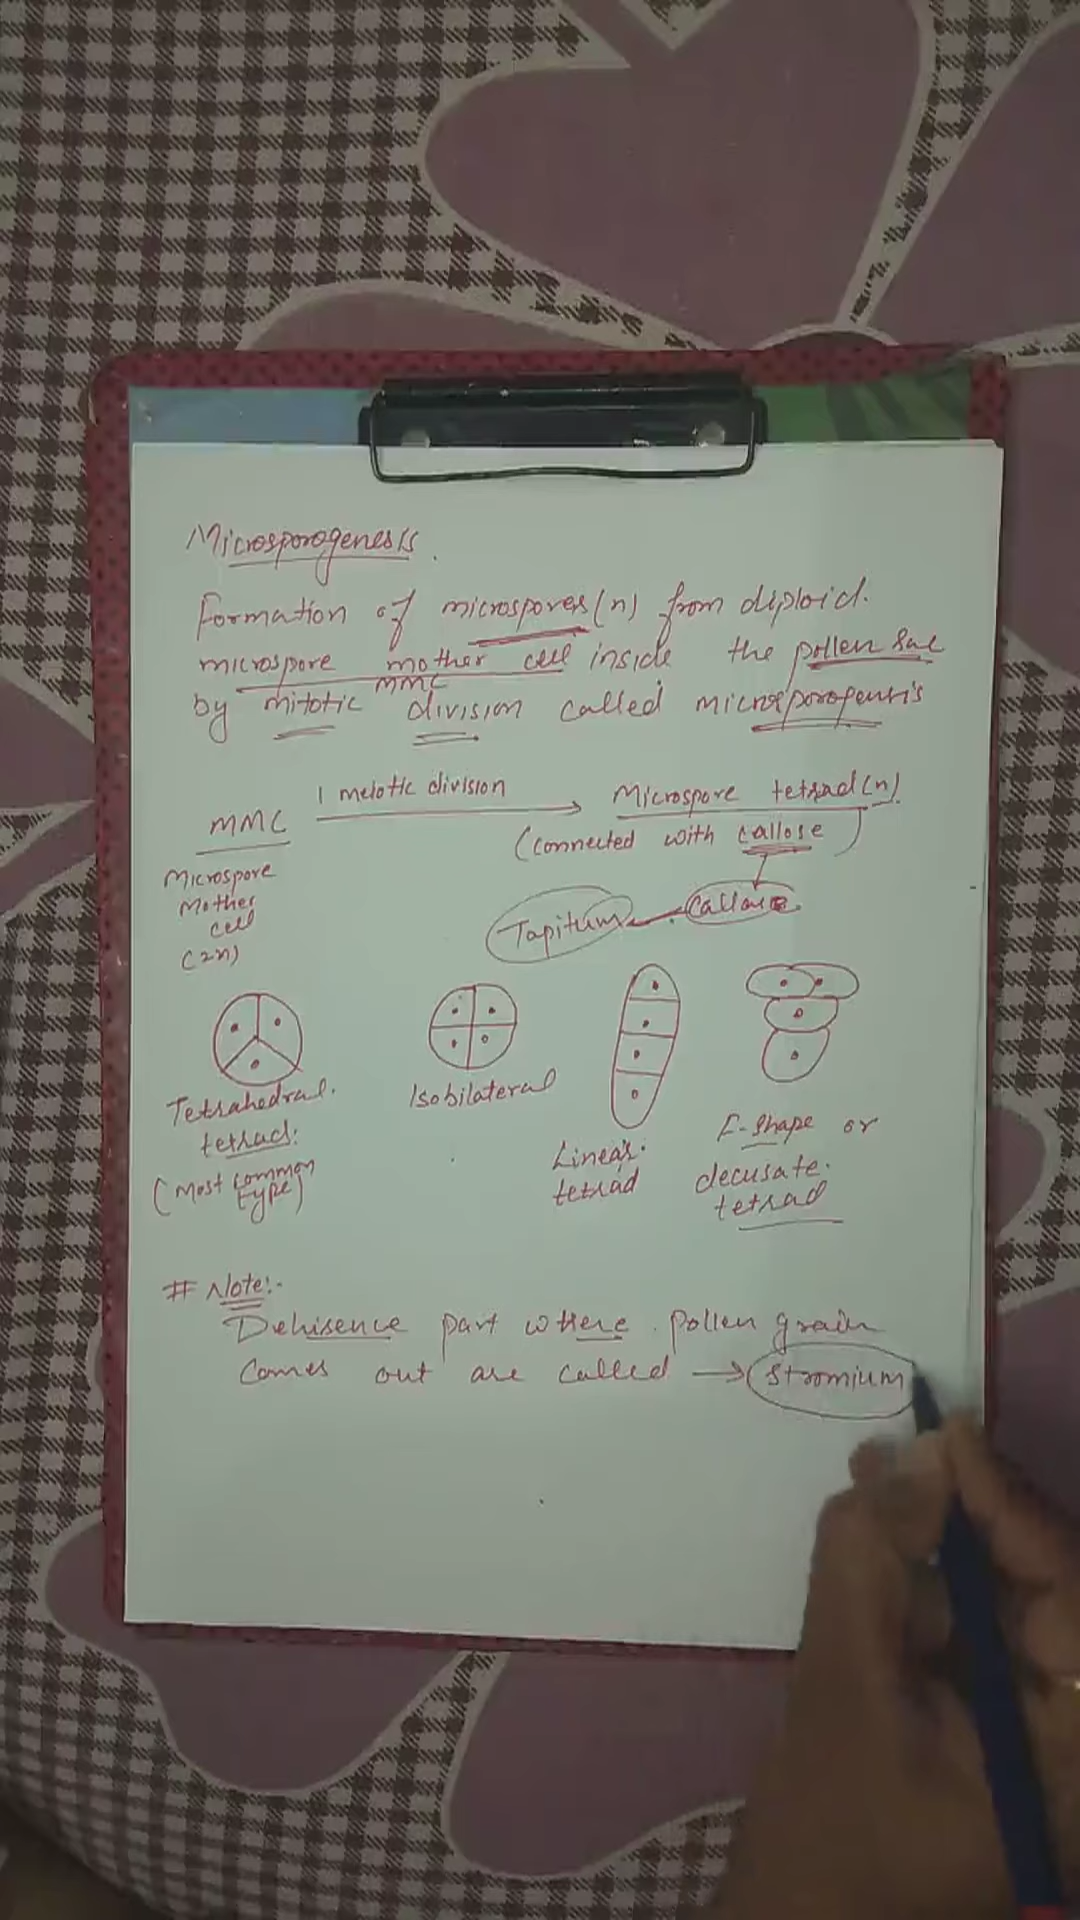 Microsporogenesis.
Formation of microspores (n) from diploid.
microspore mother cell inside the pollen sac
MMC
by mitotic division called microsporogenesis
MMC 1 meiotic division Microspore tetrad (n)
(connected with callose)
Microspore
Mother
cell
(2n)
Tapitum callose
Tetrahedral.
tetrad:
(Most common
type)
Isobilateral
Linear.
tetrad
F-shape or
decusate.
tetrad
# Note:-
Dehisence part where pollen grain
comes out are called → Stromium